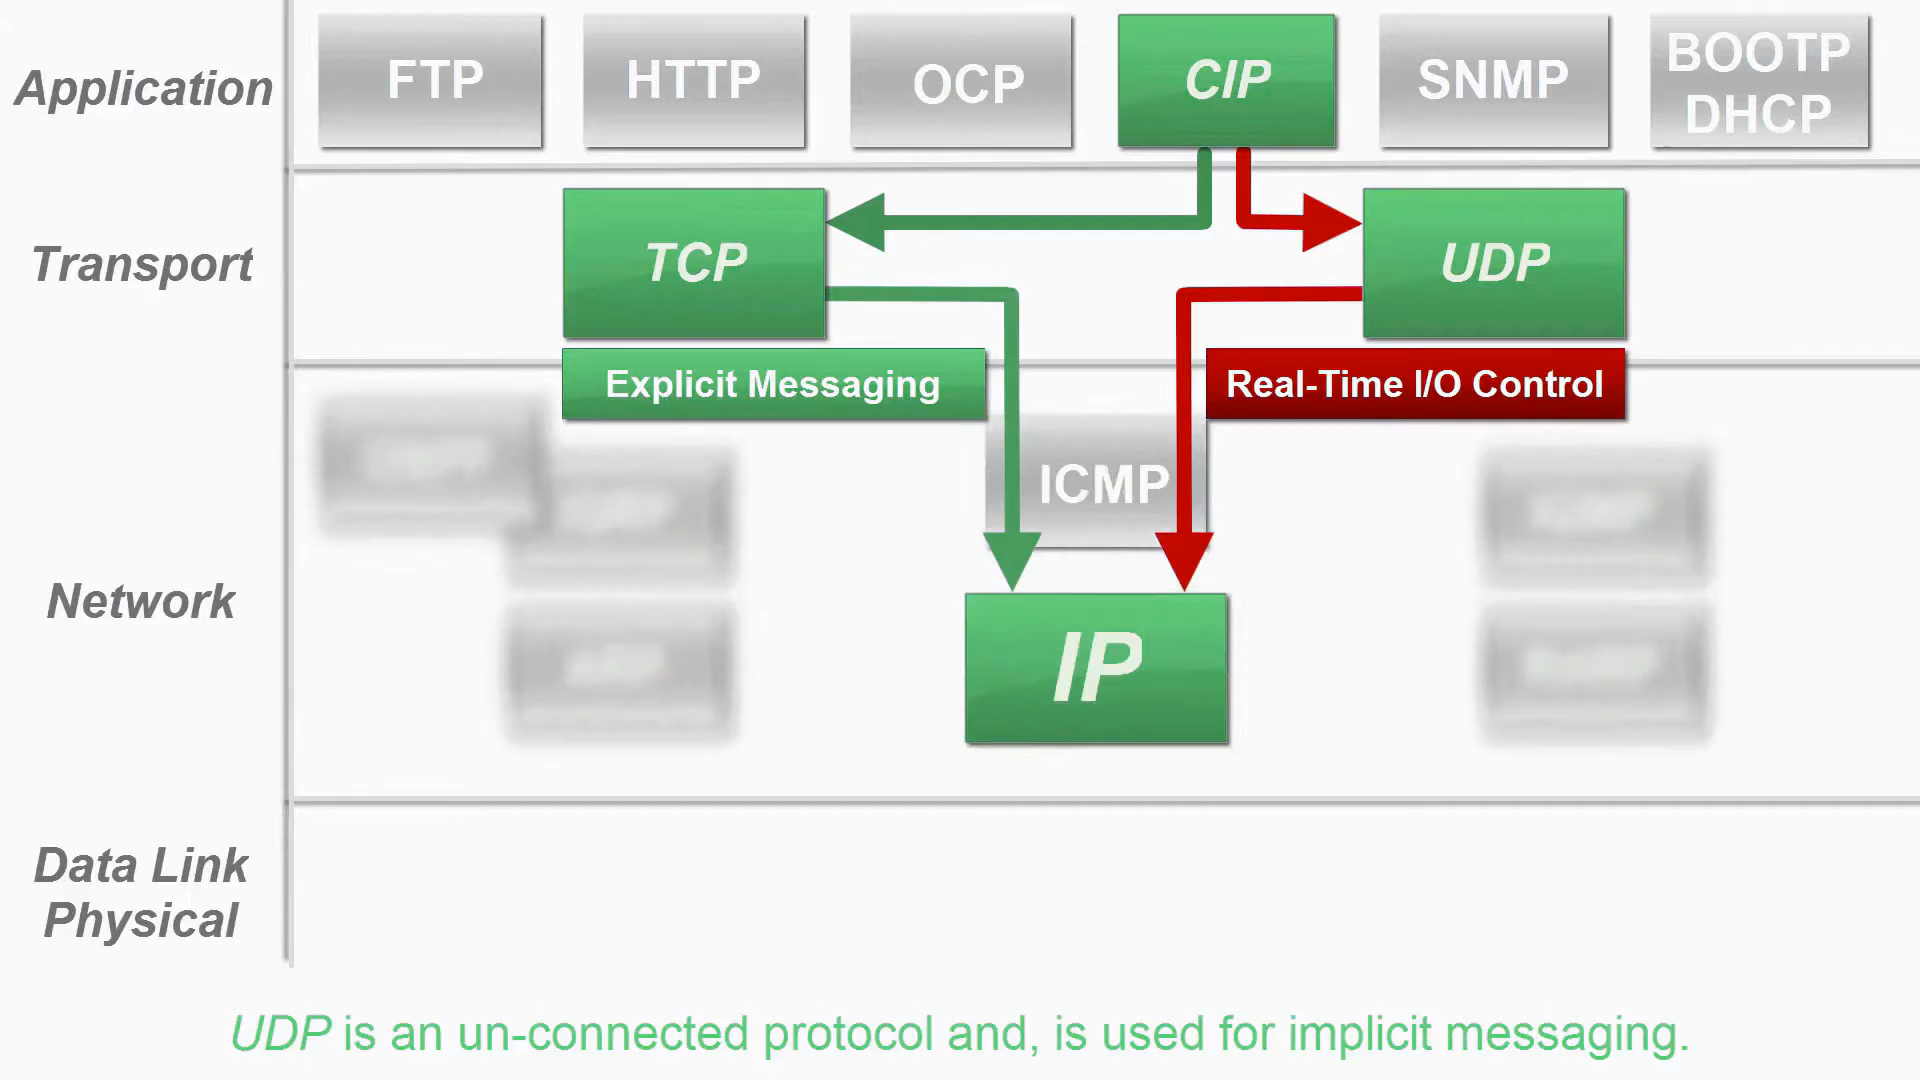 Application
FTP
HTTP
OCP
CIP
SNMP
BOOTP
DHCP
Transport
TCP
UDP
Explicit Messaging
Real-Time I/O Control
ICMP
Network
IP
Data Link
Physical
UDP is an un-connected protocol and, is used for implicit messaging.